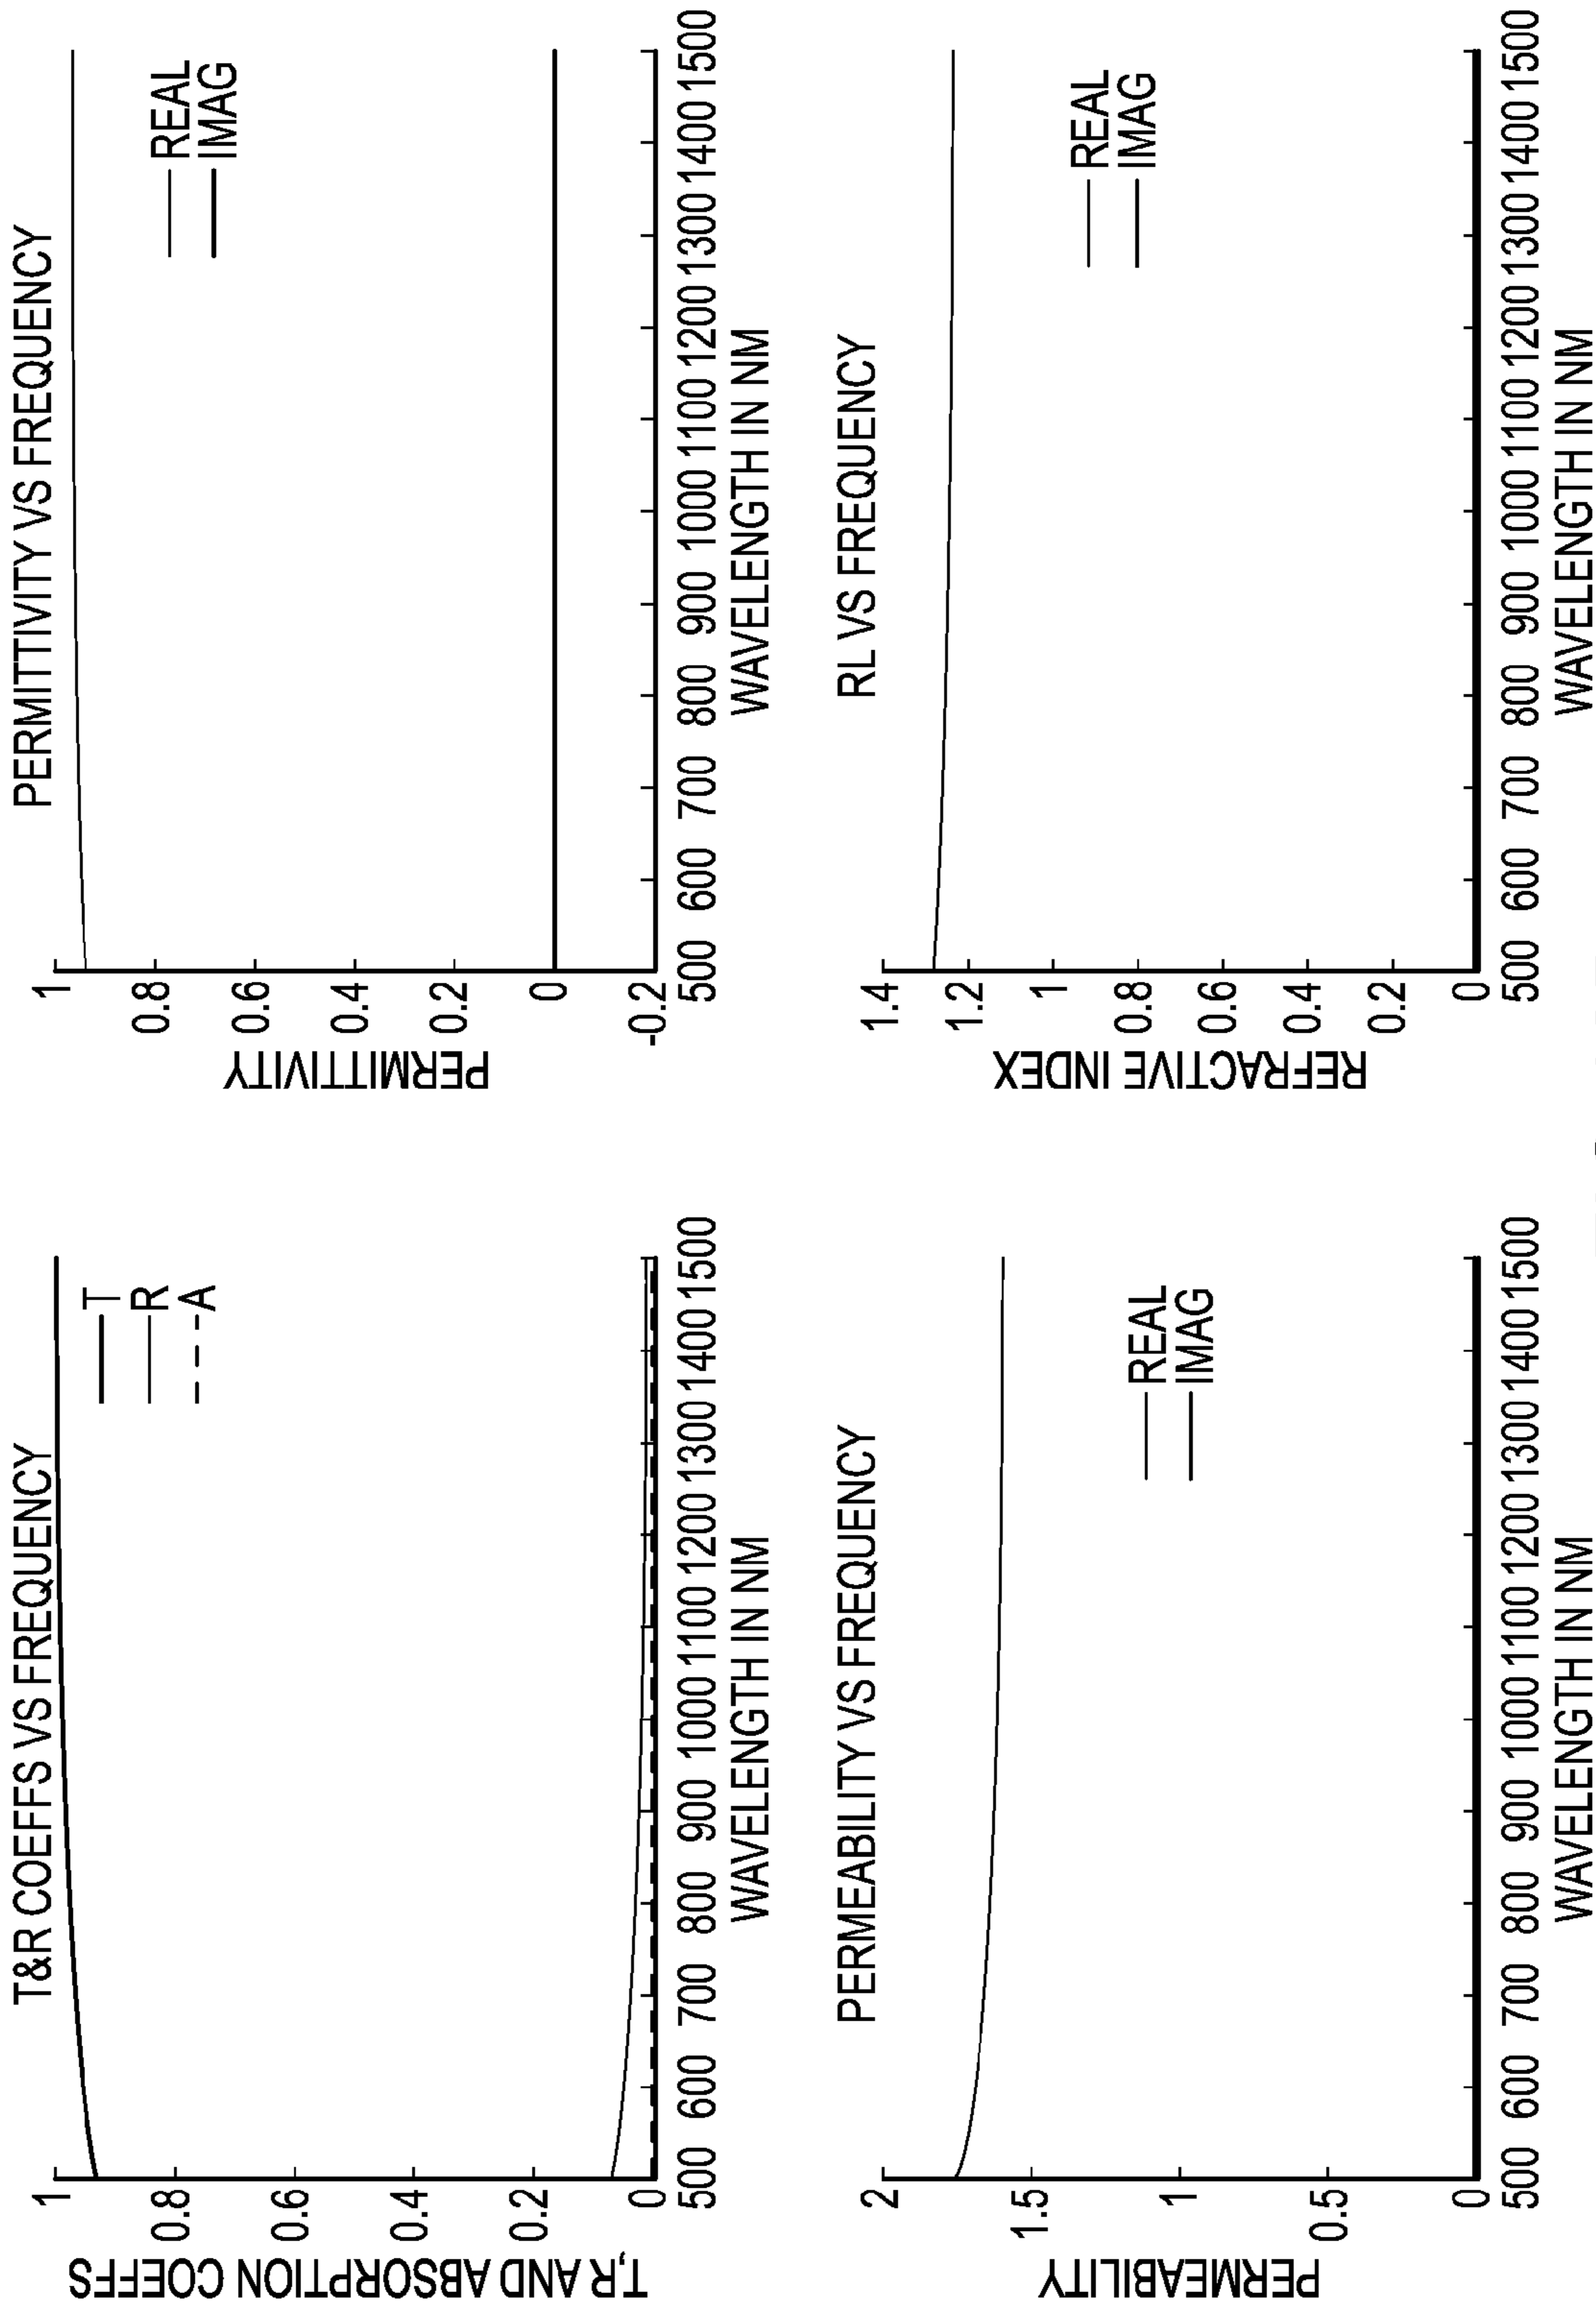 T&R COEFFS VS FREQUENCY
T,R AND ABSORPTION COEFFS
1
0.8
0.6
0.4
0.2
0
T
R
A
500 600 700 800 900 1000 1100 1200 1300 1400 1500
WAVELENGTH IN NM
PERMITIVITY VS FREQUENCY
PERMITTIVITY
1
0.8
0.6
0.4
0.2
0
-0.2
REAL
IMAG
500 600 700 800 900 1000 1100 1200 1300 1400 1500
WAVELENGTH IN NM
PERMEABILITY VS FREQUENCY
PERMEABILITY
2
1.5
1
0.5
0
REAL
IMAG
500 600 700 800 900 1000 1100 1200 1300 1400 1500
WAVELENGTH IN NM
RL VS FREQUENCY
REFRACTIVE INDEX
1.4
1.2
1
0.8
0.6
0.4
0.2
0
REAL
IMAG
500 600 700 800 900 1000 1100 1200 1300 1400 1500
WAVELENGTH IN NM